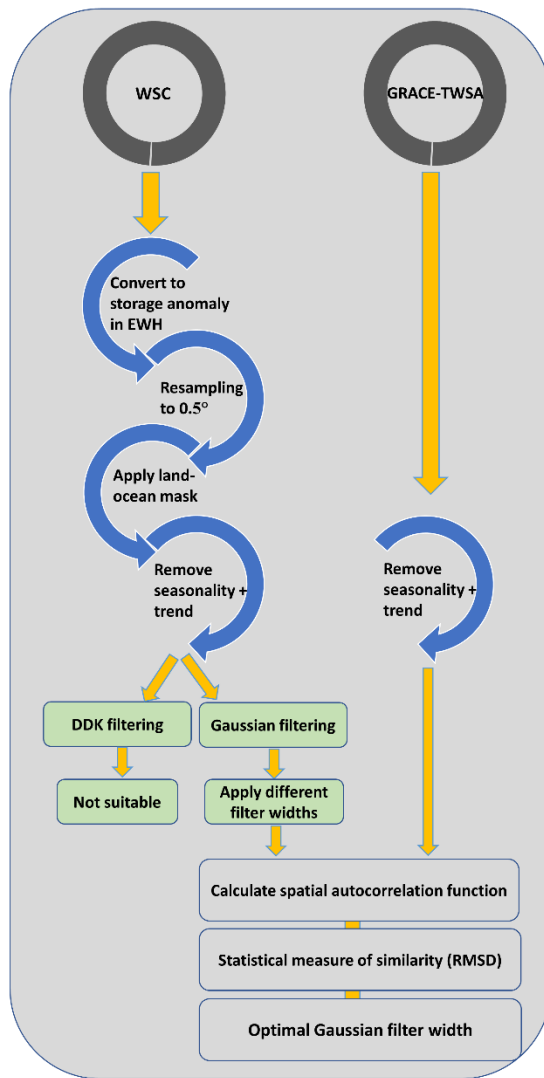 WSC
GRACE-TWSA
Convert to
storage anomaly
in EWH
Resampling
to 0.5°
Apply land-
ocean mask
Remove
seasonality +
trend
Remove
seasonality +
trend
DDK filtering
Gaussian filtering
Not suitable
Apply different
filter widths
Calculate spatial autocorrelation function
Statistical measure of similarity (RMSD)
Optimal Gaussian filter width